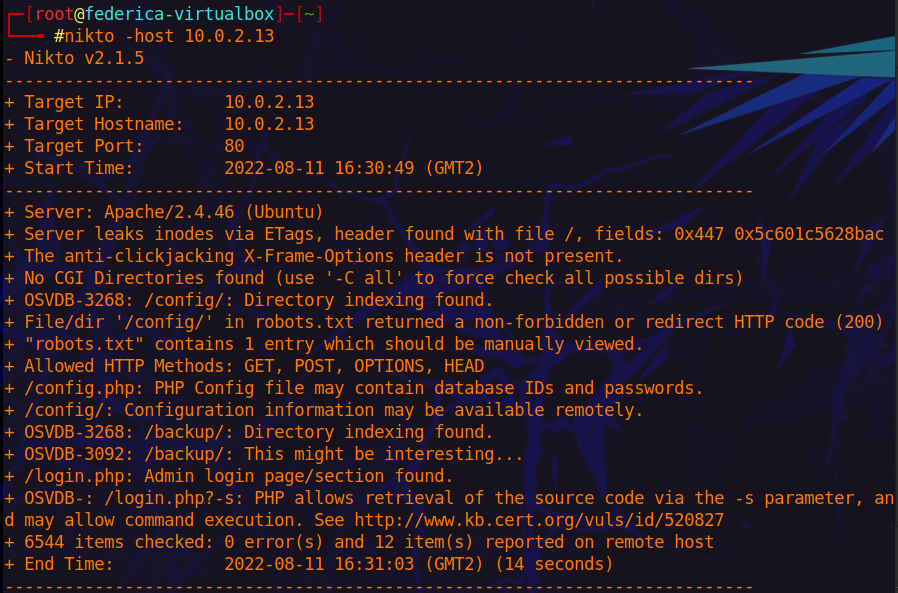 ┌─[root@federica-virtualbox]─[~]
└──╼ #nikto -host 10.0.2.13
- Nikto v2.1.5
---------------------------------------------------------------------------
+ Target IP:          10.0.2.13
+ Target Hostname:    10.0.2.13
+ Target Port:        80
+ Start Time:         2022-08-11 16:30:49 (GMT2)
---------------------------------------------------------------------------
+ Server: Apache/2.4.46 (Ubuntu)
+ Server leaks inodes via ETags, header found with file /, fields: 0x447 0x5c601c5628bac
+ The anti-clickjacking X-Frame-Options header is not present.
+ No CGI Directories found (use '-C all' to force check all possible dirs)
+ OSVDB-3268: /config/: Directory indexing found.
+ File/dir '/config/' in robots.txt returned a non-forbidden or redirect HTTP code (200)
+ "robots.txt" contains 1 entry which should be manually viewed.
+ Allowed HTTP Methods: GET, POST, OPTIONS, HEAD
+ /config.php: PHP Config file may contain database IDs and passwords.
+ /config/: Configuration information may be available remotely.
+ OSVDB-3268: /backup/: Directory indexing found.
+ OSVDB-3092: /backup/: This might be interesting...
+ /login.php: Admin login page/section found.
+ OSVDB-: /login.php?-s: PHP allows retrieval of the source code via the -s parameter, an
d may allow command execution. See http://www.kb.cert.org/vuls/id/520827
+ 6544 items checked: 0 error(s) and 12 item(s) reported on remote host
+ End Time:           2022-08-11 16:31:03 (GMT2) (14 seconds)
---------------------------------------------------------------------------